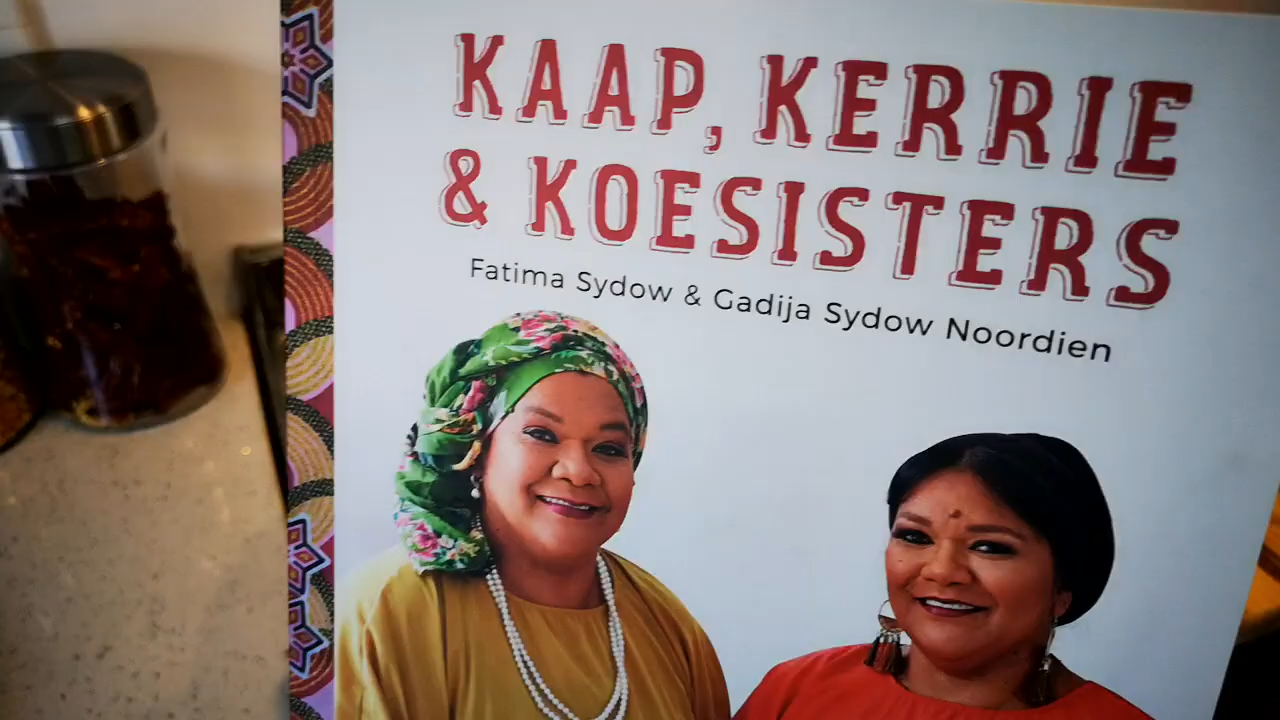 KAAP, KERRIE
& KOESISTERS
Fatima Sydow & Gadija Sydow Noordien